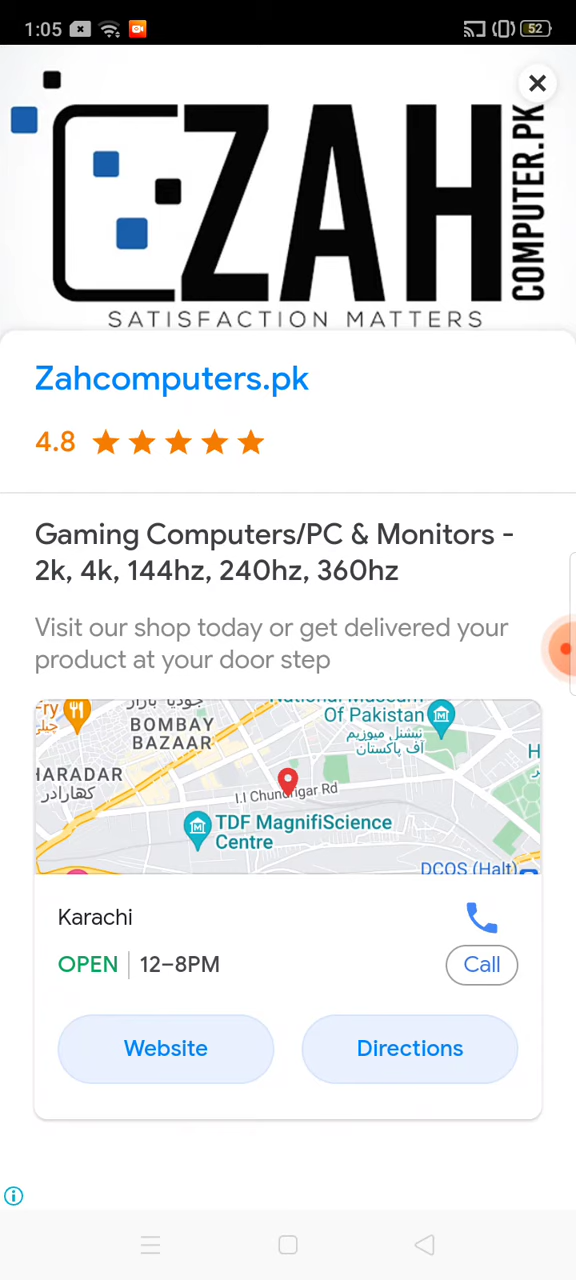 1:05
52
ZAH
COMPUTER.PK
SATISFACTION MATTERS
Zahcomputers.pk
4.8
Gaming Computers/PC & Monitors -
2k, 4k, 144hz, 240hz, 360hz
Visit our shop today or get delivered your
product at your door step
Of Pakistan
نیشنل میوزیم
آف پاکستان
BOMBAY
BAZAAR
HARADAR
كهارادر
I.I Chundrigar Rd
TDF MagnifiScience
Centre
DCOS (Halt)
Karachi
OPEN
12–8PM
Call
Website
Directions